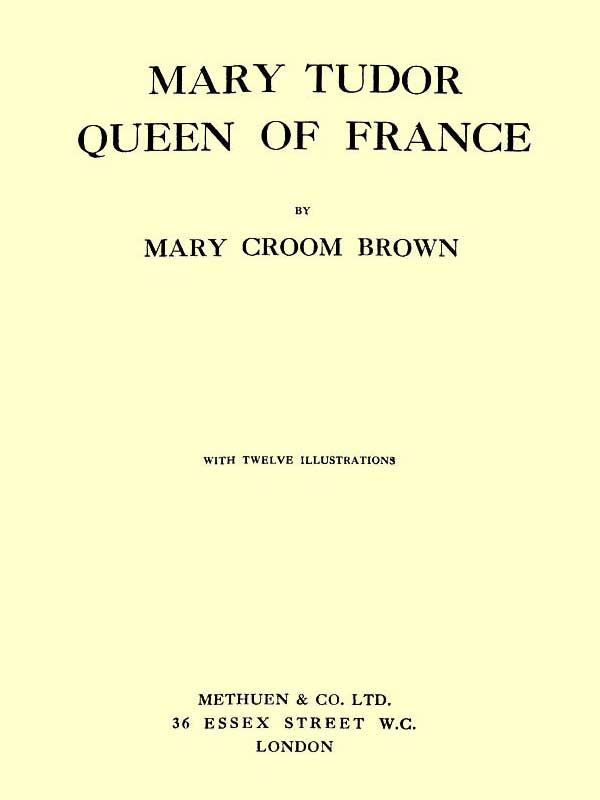 MARY TUDOR
QUEEN OF FRANCE
BY
MARY CROOM BROWN
WITH TWELVE ILLUSTRATIONS
METHUEN & CO. LTD.
36 ESSEX STREET W.C.
LONDON